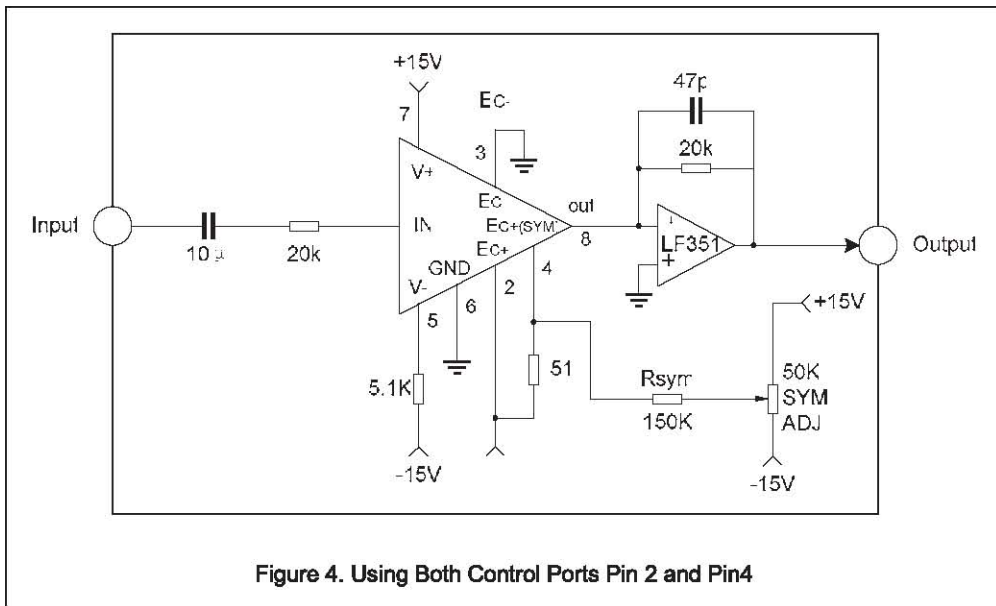 +15V
7
EC-
3
47p
20k
Input
10 µ
20k
V+
IN
EC
EC+(SYM)
EC+
GND
V-
out
8
LF351
+
Output
5
6
2
4
5.1K
-15V
51
Rsym
150K
+15V
50K
SYM
ADJ
-15V
Figure 4. Using Both Control Ports Pin 2 and Pin4